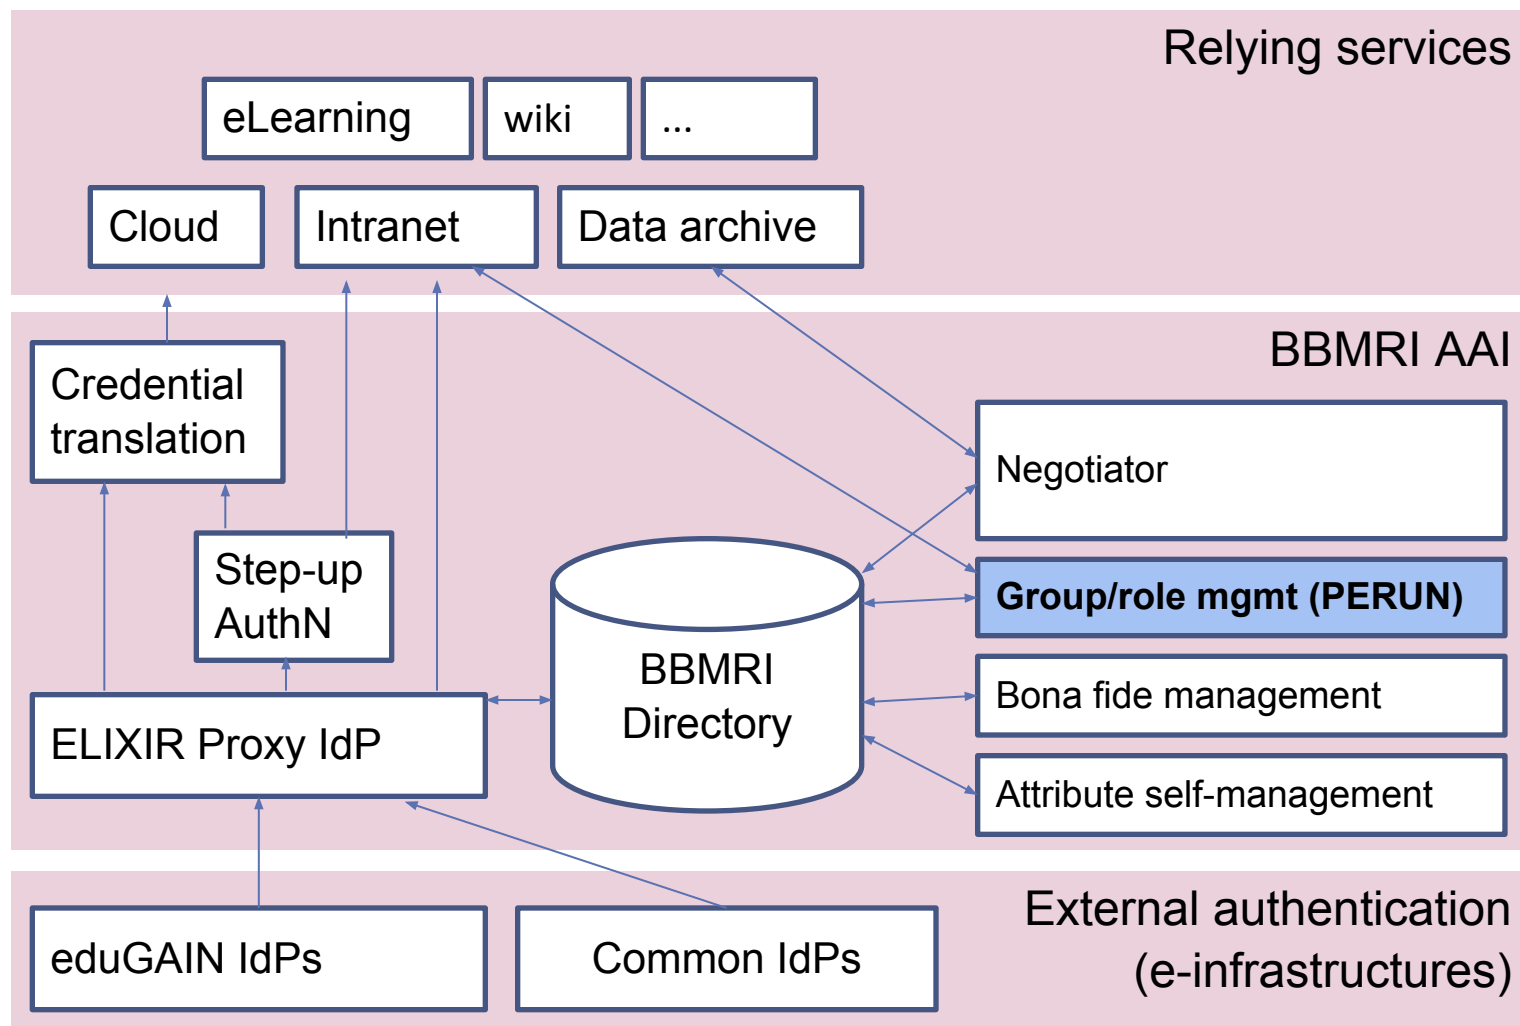 Relying services
eLearning
wiki
...
Cloud
Intranet
Data archive
BBMRI AAI
Credential
translation
Negotiator
Step-up
AuthN
Group/role mgmt (PERUN)
BBMRI
Directory
Bona fide management
ELIXIR Proxy IdP
Attribute self-management
External authentication
(e-infrastructures)
eduGAIN IdPs
Common IdPs